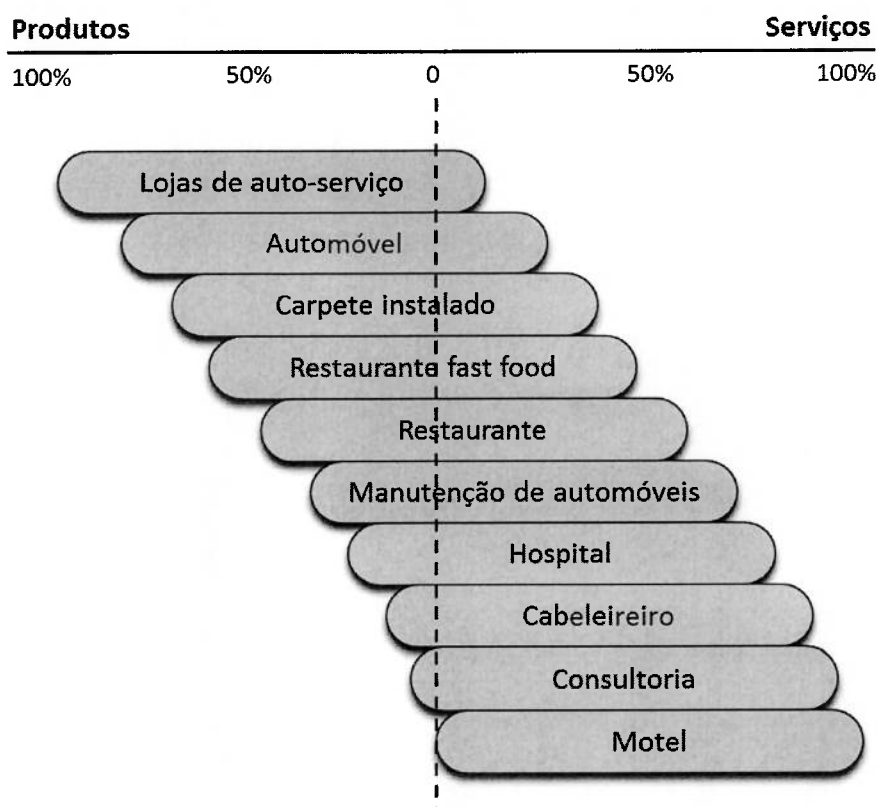 Produtos Serviços
100% 50% 0 50% 100%
Lojas de auto-serviço
Automóvel
Carpete instalado
Restaurante fast food
Restaurante
Manutenção de automóveis
Hospital
Cabeleireiro
Consultoria
Motel